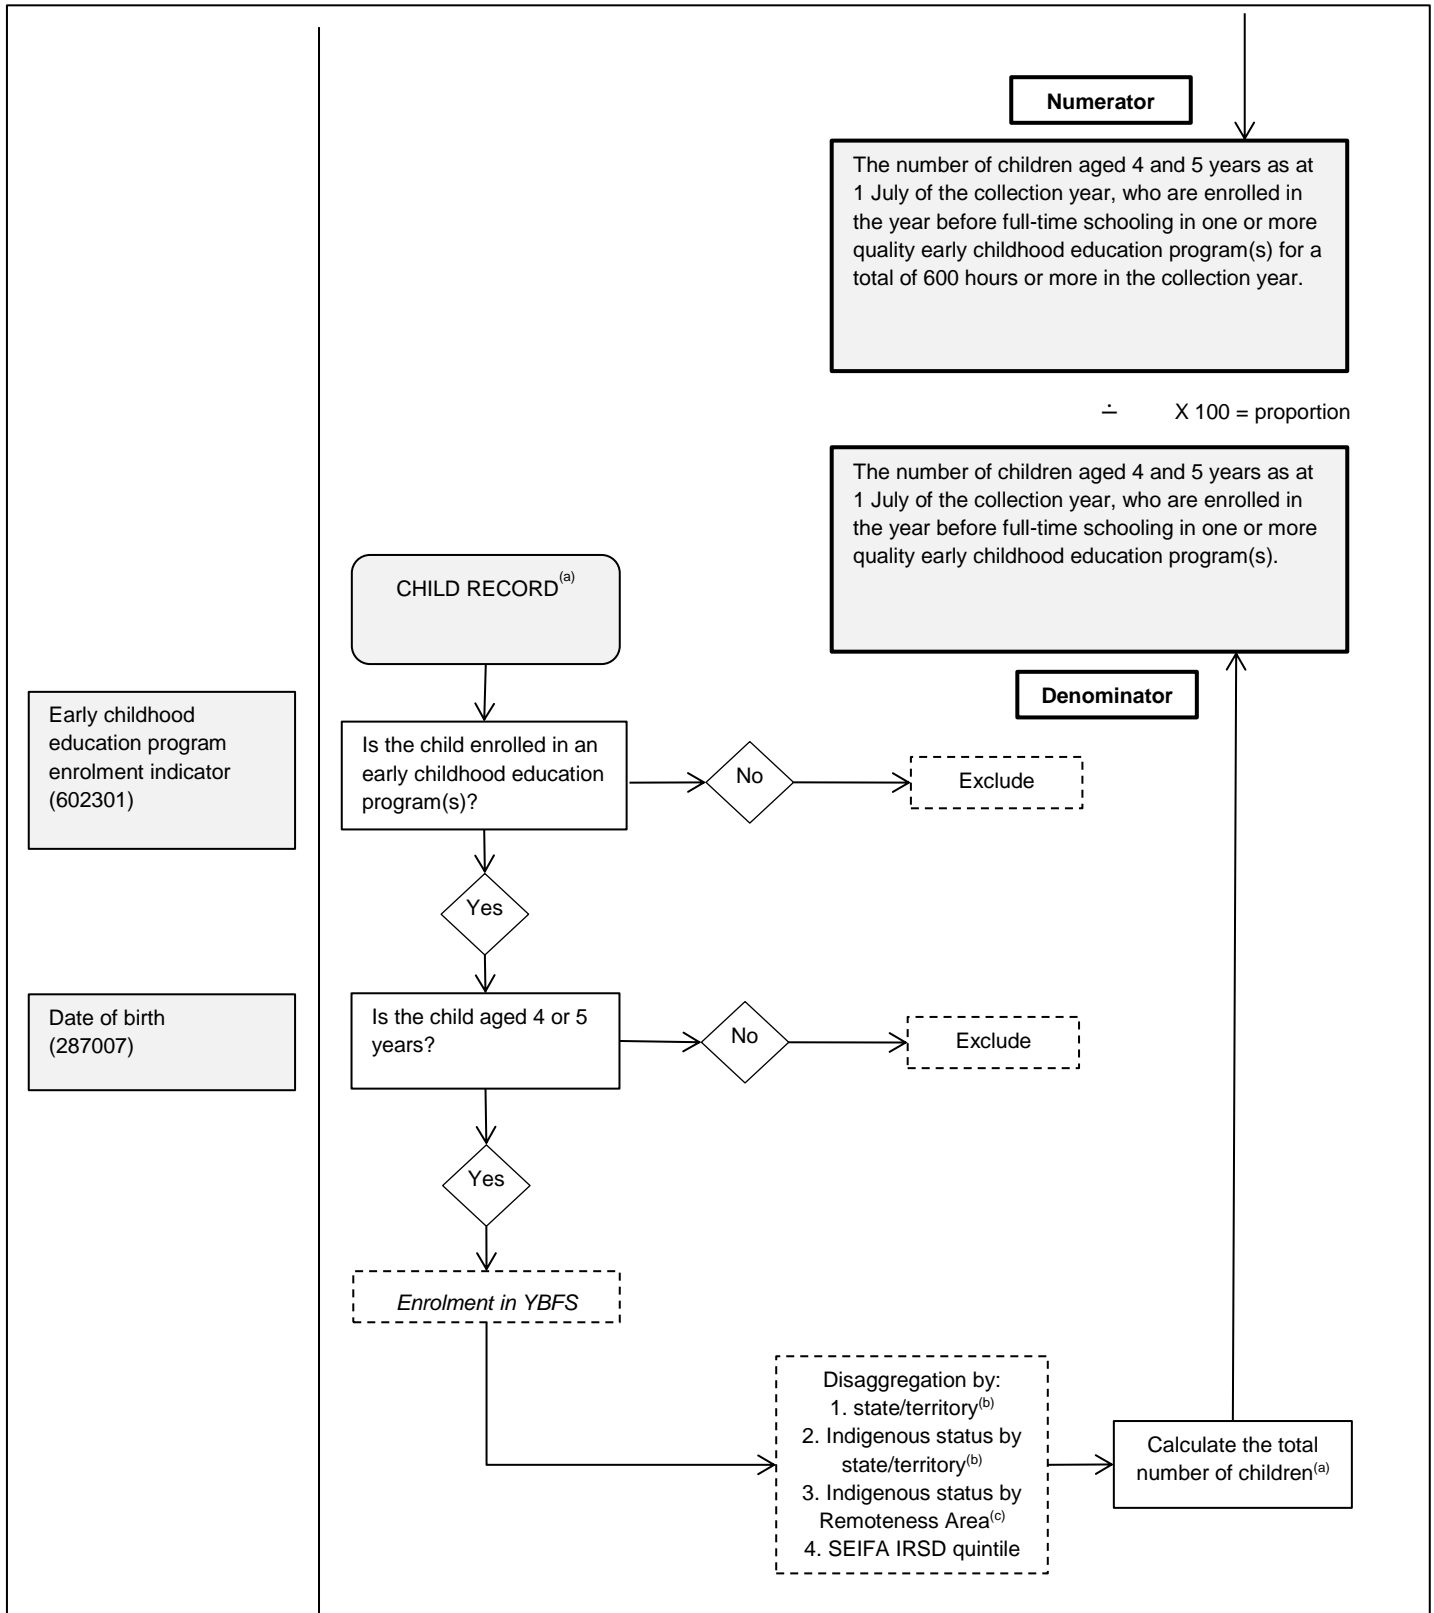 Numerator
The number of children aged 4 and 5 years as at
1 July of the collection year, who are enrolled in
the year before full-time schooling in one or more
quality early childhood education program(s) for a
total of 600 hours or more in the collection year.
÷ X 100 = proportion
The number of children aged 4 and 5 years as at
1 July of the collection year, who are enrolled in
the year before full-time schooling in one or more
quality early childhood education program(s).
Denominator
CHILD RECORD(a)
Early childhood
education program
enrolment indicator
(602301)
Is the child enrolled in an
early childhood education
program(s)?
No
Exclude
Yes
Date of birth
(287007)
Is the child aged 4 or 5
years?
No
Exclude
Yes
Enrolment in YBFS
Disaggregation by:
1. state/territory(b)
2. Indigenous status by
state/territory(b)
3. Indigenous status by
Remoteness Area(c)
4. SEIFA IRSD quintile
Calculate the total
number of children(a)